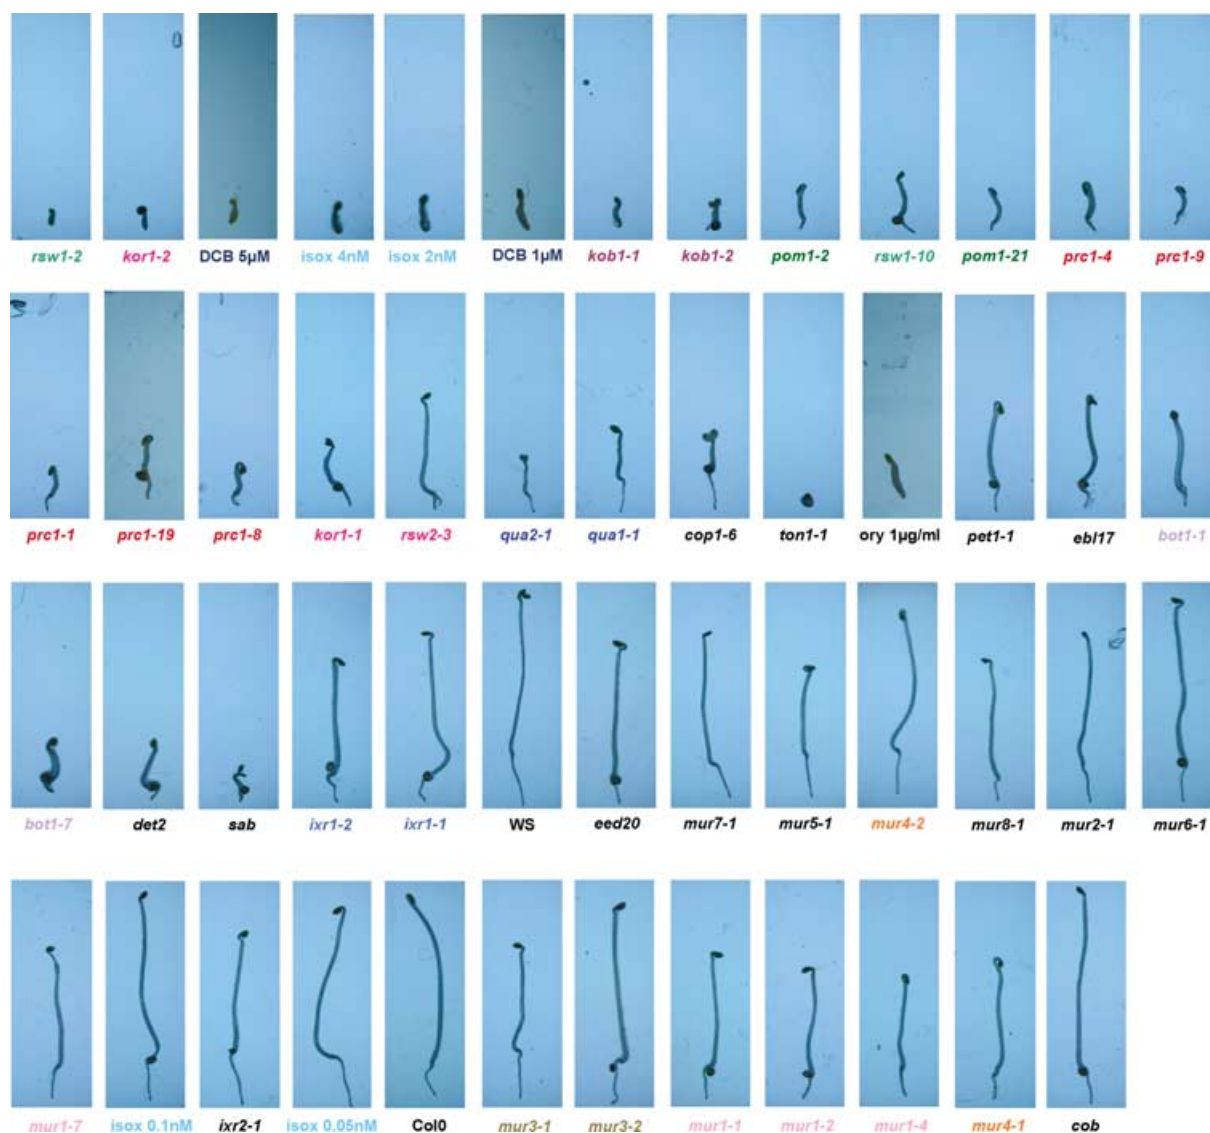 rsw1-2 kor1-2 DCB 5µM isox 4nM isox 2nM DCB 1µM kob1-1 kob1-2 pom1-2 rsw1-10 pom1-21 prc1-4 prc1-9
prc1-1 prc1-19 prc1-8 kor1-1 rsw2-3 qua2-1 qua1-1 cop1-6 ton1-1 ory 1µg/ml pet1-1 ebl17 bot1-1
bot1-7 det2 sab ixr1-2 ixr1-1 WS eed20 mur7-1 mur5-1 mur4-2 mur8-1 mur2-1 mur6-1
mur1-7 isox 0.1nM ixr2-1 isox 0.05nM Col0 mur3-1 mur3-2 mur1-1 mur1-2 mur1-4 mur4-1 cob